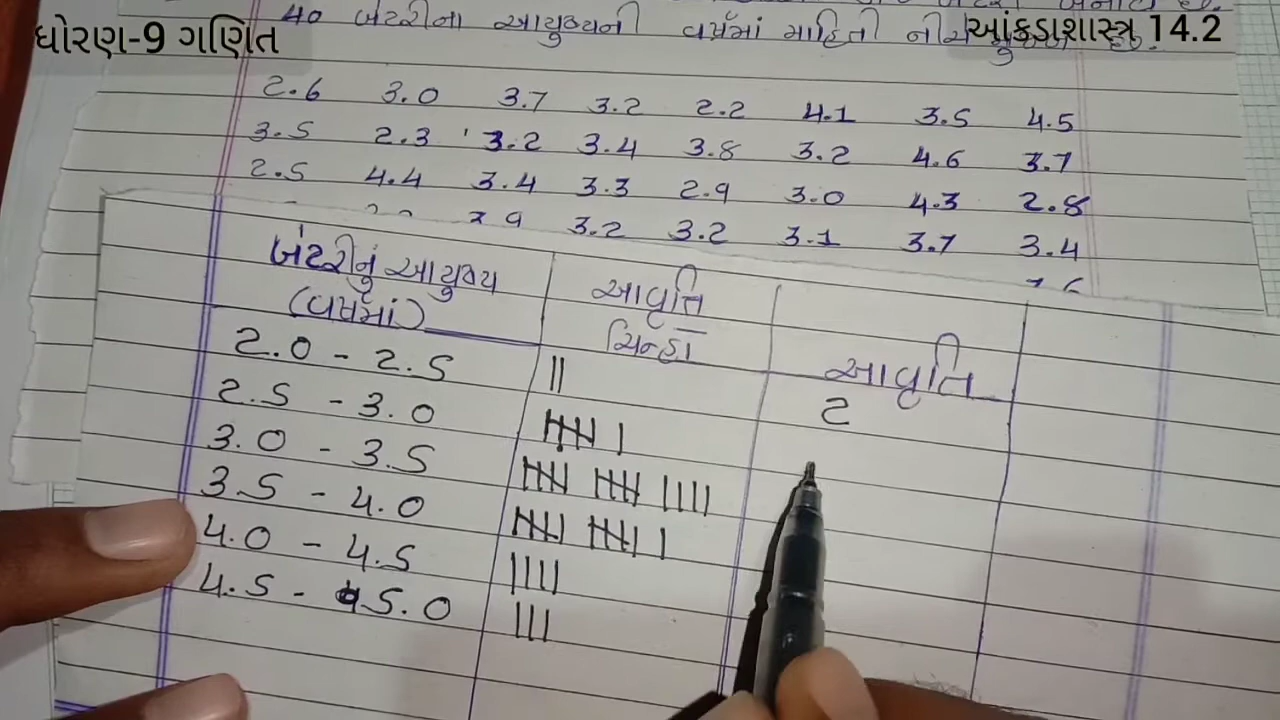 ધોરણ-9 ગણિત
આંકડાશાસ્ત્ર 14.2
40 બેટરીના આયુષ્યની વર્ષમાં માહિતી
2.6 3.0 3.7 3.2 2.2 4.1 3.5 4.5
3.5 2.3 3.2 3.4 3.8 3.2 4.6 3.7
2.5 4.4 3.4 3.3 2.9 3.0 4.3 2.8
3.2 3.2 3.1 3.7 3.4
બેટરીનું આયુષ્ય
(વર્ષમાં)
આવૃત્તિ
ચિન્હો
આવૃત્તિ
2.0 - 2.5 || 2
2.5 - 3.0 |||| |
3.0 - 3.5 |||| |||| ||||
3.5 - 4.0 |||| |||| |
4.0 - 4.5 ||||
4.5 - 5.0 |||